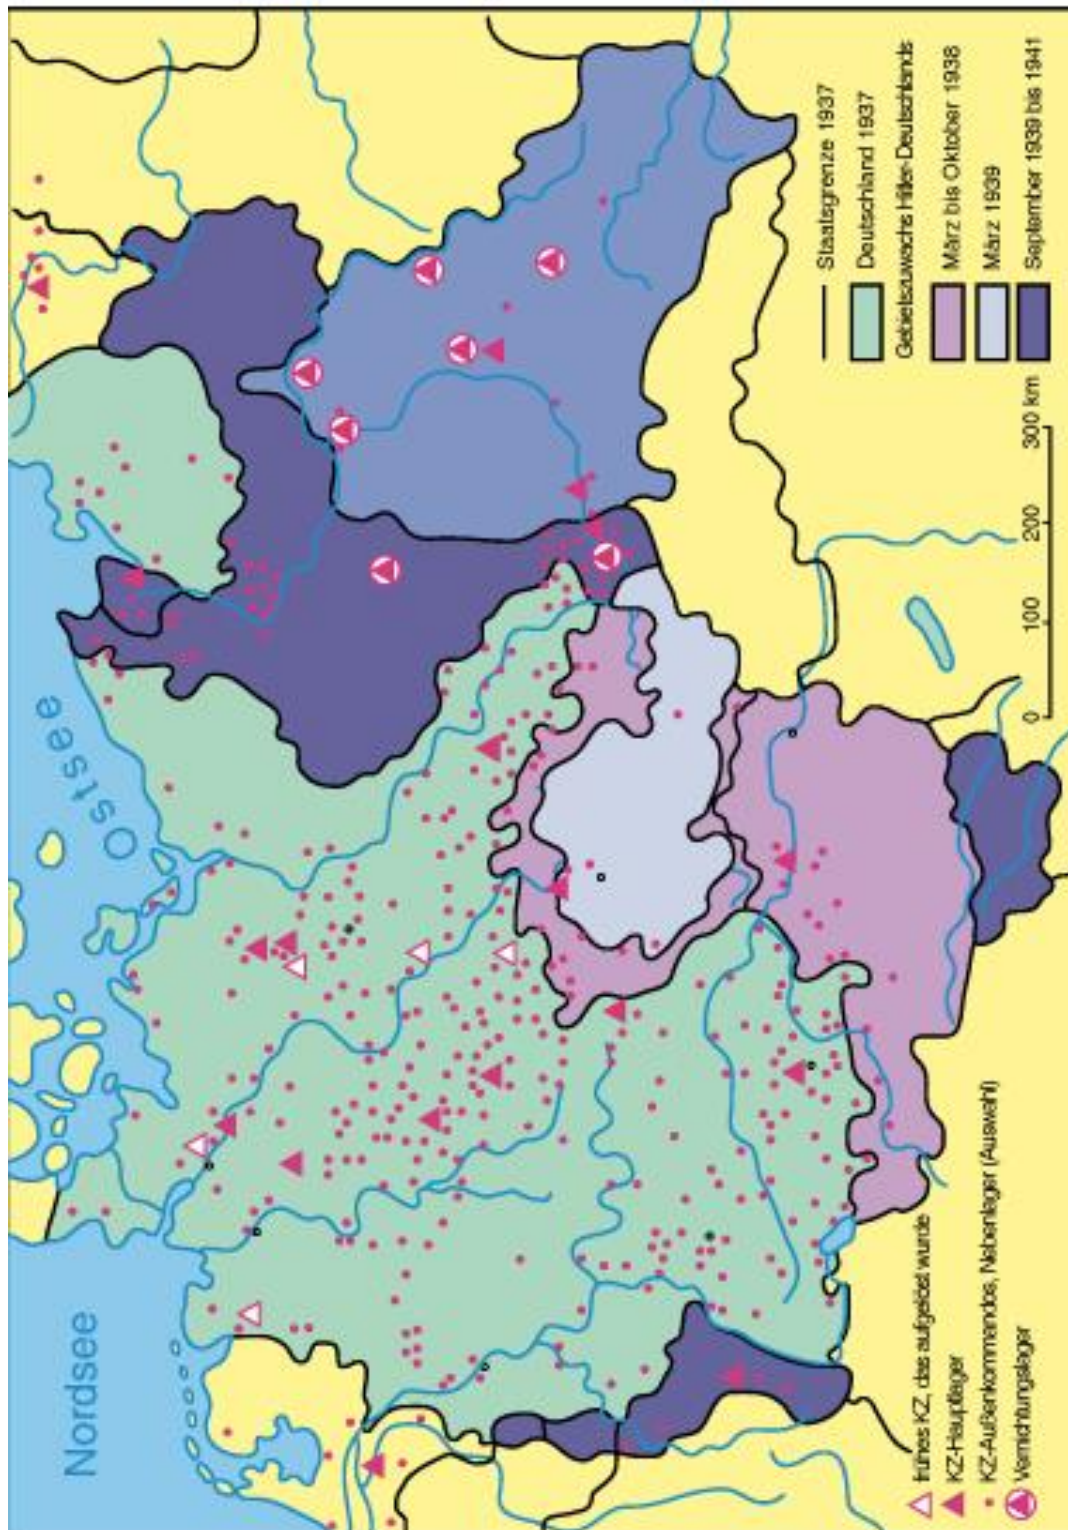 Nordsee
Ostsee
frühes KZ, das aufgelöst wurde
KZ-Hauptlager
KZ-Außenkommandos, Nebenlager (Auswahl)
Vernichtungslager
0 100 200 300 km
Staatsgrenze 1937
Deutschland 1937
Gebietszuwachs Hitler-Deutschlands
März bis Oktober 1938
März 1939
September 1939 bis 1941